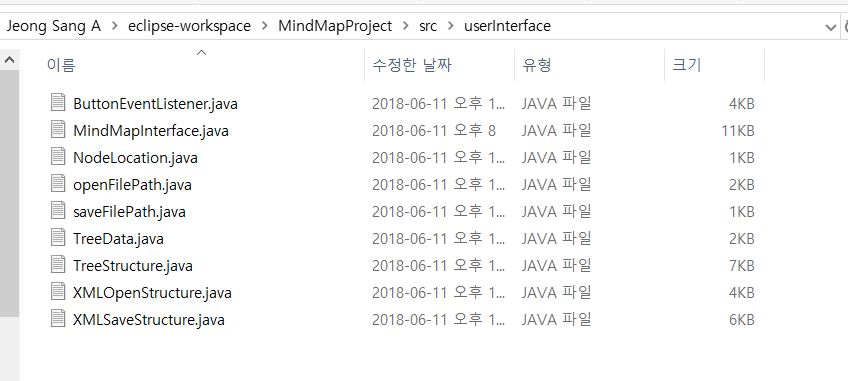 Jeong Sang A > eclipse-workspace > MindMapProject > src > userInterface
이름 수정한 날짜 유형 크기
ButtonEventListener.java 2018-06-11 오후 1... JAVA 파일 4KB
MindMapInterface.java 2018-06-11 오후 8 JAVA 파일 11KB
NodeLocation.java 2018-06-11 오후 1... JAVA 파일 1KB
openFilePath.java 2018-06-11 오후 1... JAVA 파일 2KB
saveFilePath.java 2018-06-11 오후 1... JAVA 파일 1KB
TreeData.java 2018-06-11 오후 1... JAVA 파일 2KB
TreeStructure.java 2018-06-11 오후 1... JAVA 파일 7KB
XMLOpenStructure.java 2018-06-11 오후 1... JAVA 파일 4KB
XMLSaveStructure.java 2018-06-11 오후 1... JAVA 파일 6KB